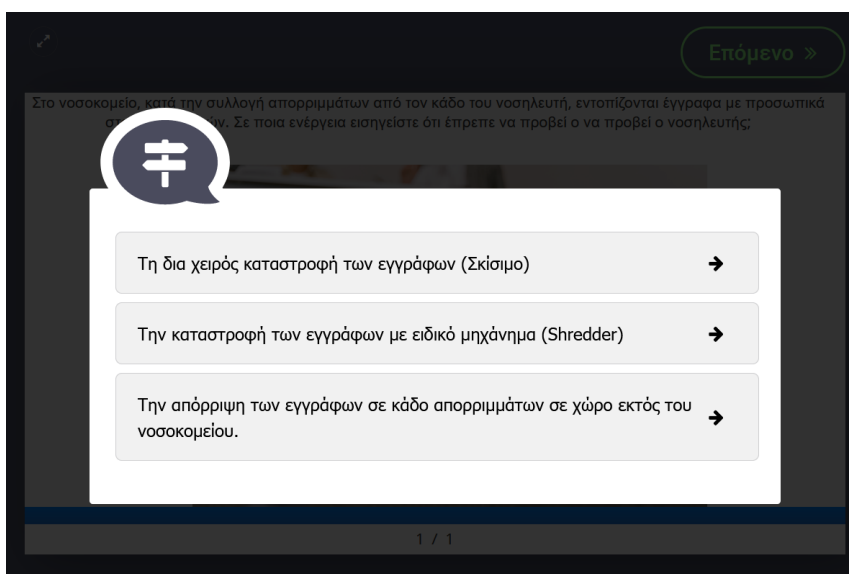 Επόμενο »
Στο νοσοκομείο, κατά την συλλογή απορριμμάτων από τον κάδο του νοσηλευτή, εντοπίζονται έγγραφα με προσωπικά
Σε ποια ενέργεια εισηγείστε ότι έπρεπε να προβεί ο να προβεί ο νοσηλευτής;
Τη δια χειρός καταστροφή των εγγράφων (Σκίσιμο)
Την καταστροφή των εγγράφων με ειδικό μηχάνημα (Shredder)
Την απόρριψη των εγγράφων σε κάδο απορριμμάτων σε χώρο εκτός του
νοσοκομείου.
1 / 1